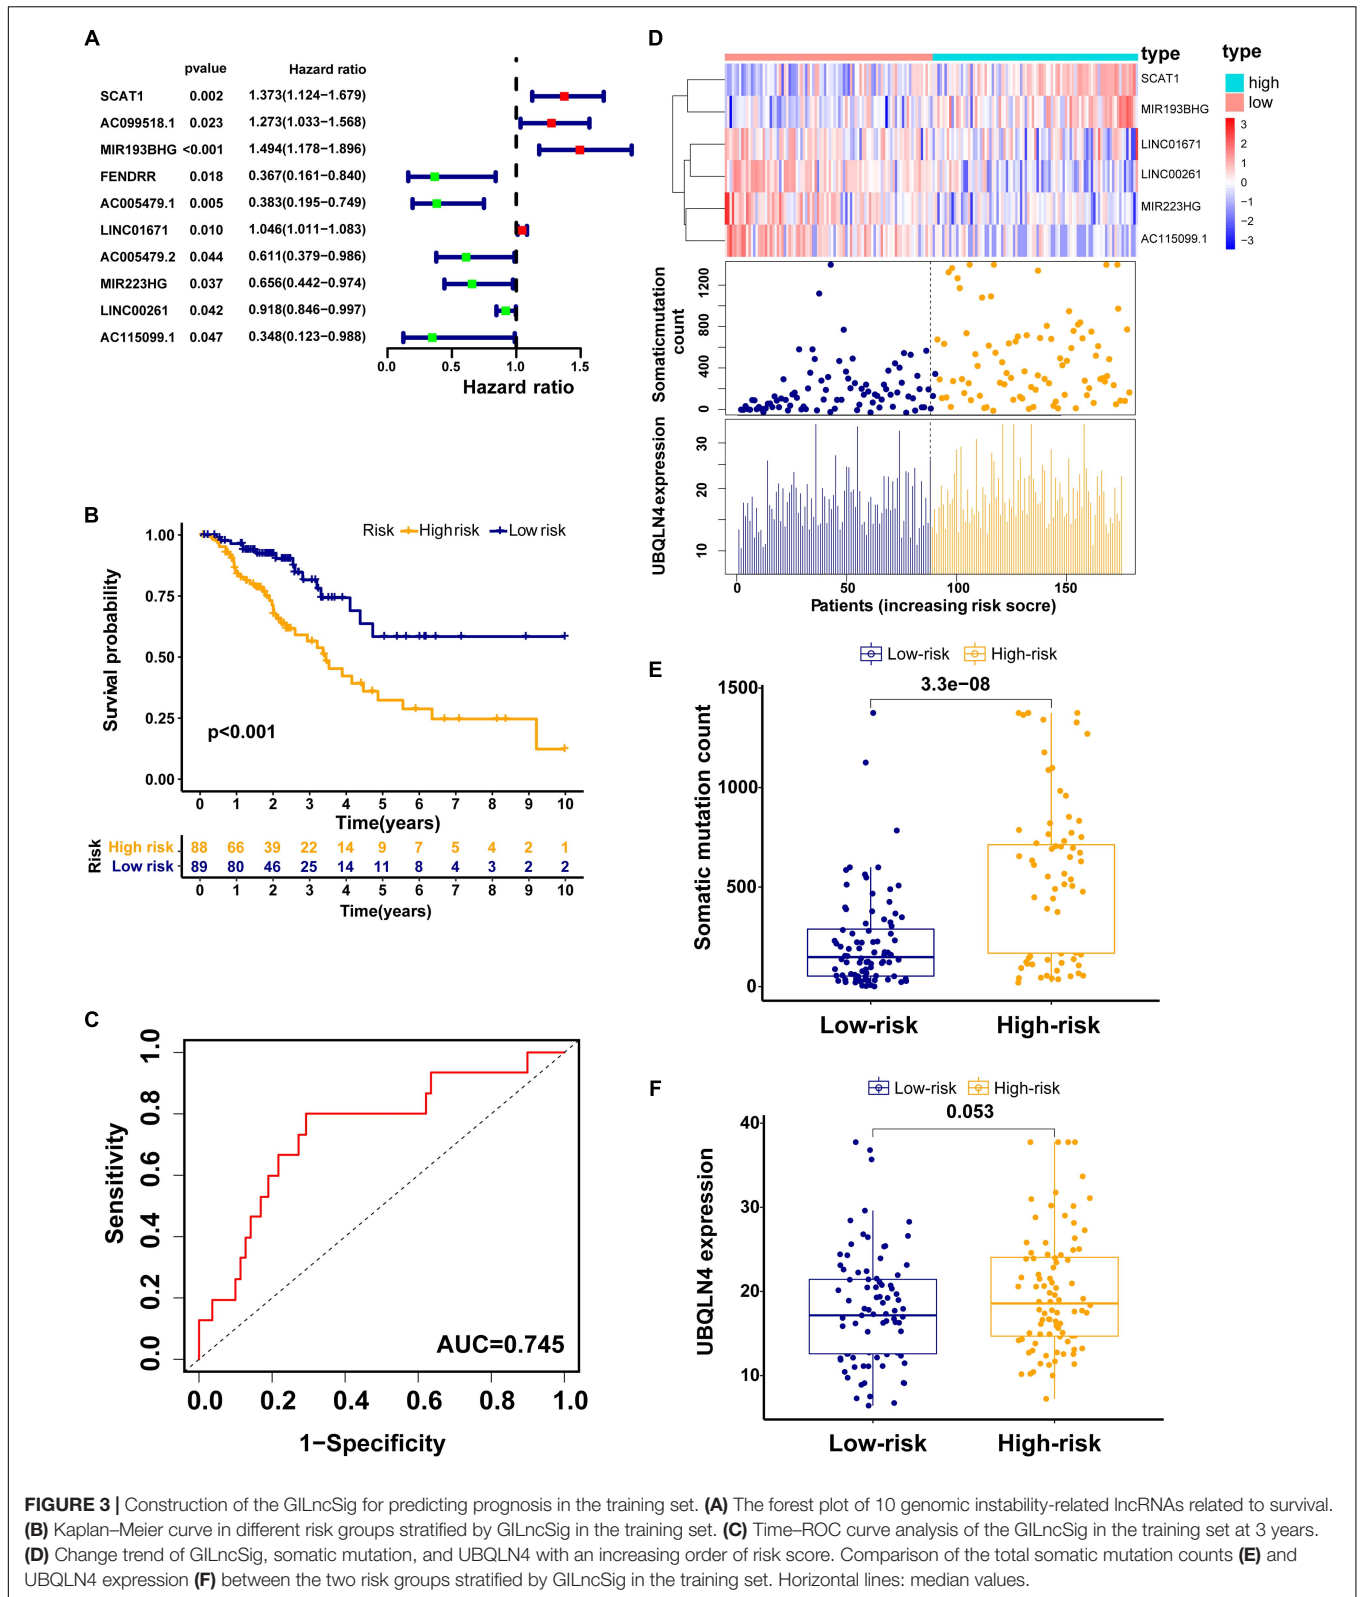 A
pvalue Hazard ratio
SCAT1 0.002 1.373(1.124−1.679)
AC099518.1 0.023 1.273(1.033−1.568)
MIR193BHG <0.001 1.494(1.178−1.896)
FENDRR 0.018 0.367(0.161−0.840)
AC005479.1 0.005 0.383(0.195−0.749)
LINC01671 0.010 1.046(1.011−1.083)
AC005479.2 0.044 0.611(0.379−0.986)
MIR223HG 0.037 0.656(0.442−0.974)
LINC00261 0.042 0.918(0.846−0.997)
AC115099.1 0.047 0.348(0.123−0.988)
0.0 0.5 1.0 1.5
Hazard ratio
B
Risk High risk Low risk
Survival probability
1.00
0.75
0.50
0.25
0.00
p<0.001
0 1 2 3 4 5 6 7 8 9 10
Time(years)
Risk
High risk 88 66 39 22 14 9 7 5 4 2 1
Low risk 89 80 46 25 14 11 8 4 3 2 2
0 1 2 3 4 5 6 7 8 9 10
Time(years)
C
Sensitivity
1.0
0.8
0.6
0.4
0.2
0.0
AUC=0.745
0.0 0.2 0.4 0.6 0.8 1.0
1−Specificity
D
type
SCAT1
MIR193BHG
LINC01671
LINC00261
MIR223HG
AC115099.1
type
high
low
3
2
1
0
−1
−2
−3
Somaticmutation
count
1200
800
400
0
UBQLN4 expression
30
20
10
0 50 100 150
Patients (increasing risk socre)
E
Low-risk High-risk
3.3e−08
Somatic mutation count
1500
1000
500
0
Low-risk High-risk
F
Low-risk High-risk
0.053
UBQLN4 expression
40
30
20
10
Low-risk High-risk
FIGURE 3 | Construction of the GILncSig for predicting prognosis in the training set. (A) The forest plot of 10 genomic instability-related lncRNAs related to survival.
(B) Kaplan–Meier curve in different risk groups stratified by GILncSig in the training set. (C) Time–ROC curve analysis of the GILncSig in the training set at 3 years.
(D) Change trend of GILncSig, somatic mutation, and UBQLN4 with an increasing order of risk score. Comparison of the total somatic mutation counts (E) and
UBQLN4 expression (F) between the two risk groups stratified by GILncSig in the training set. Horizontal lines: median values.